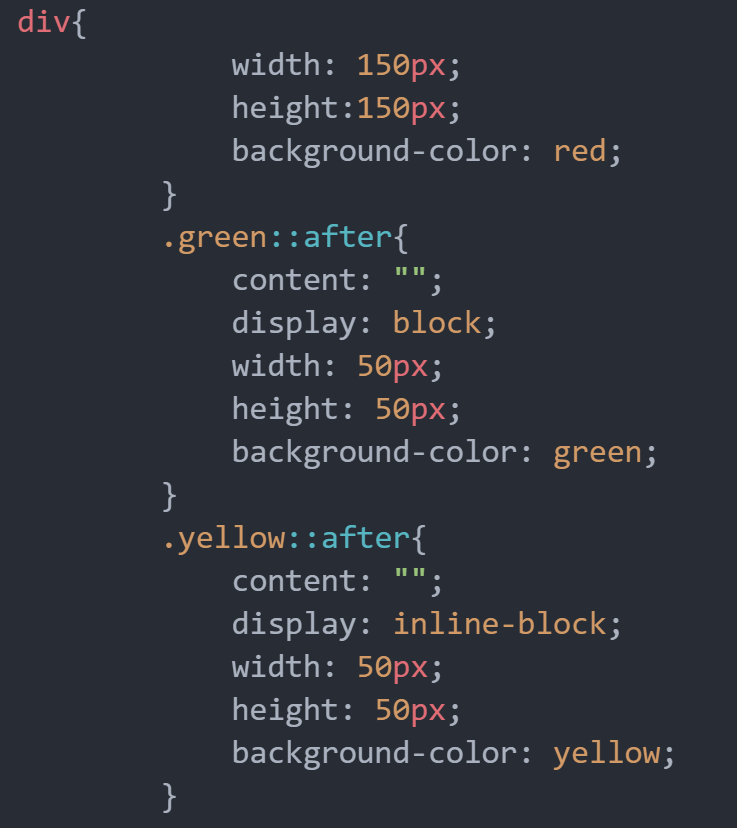 div{
width: 150px;
height:150px;
background-color: red;
}
.green::after{
content: "";
display: block;
width: 50px;
height: 50px;
background-color: green;
}
.yellow::after{
content: "";
display: inline-block;
width: 50px;
height: 50px;
background-color: yellow;
}